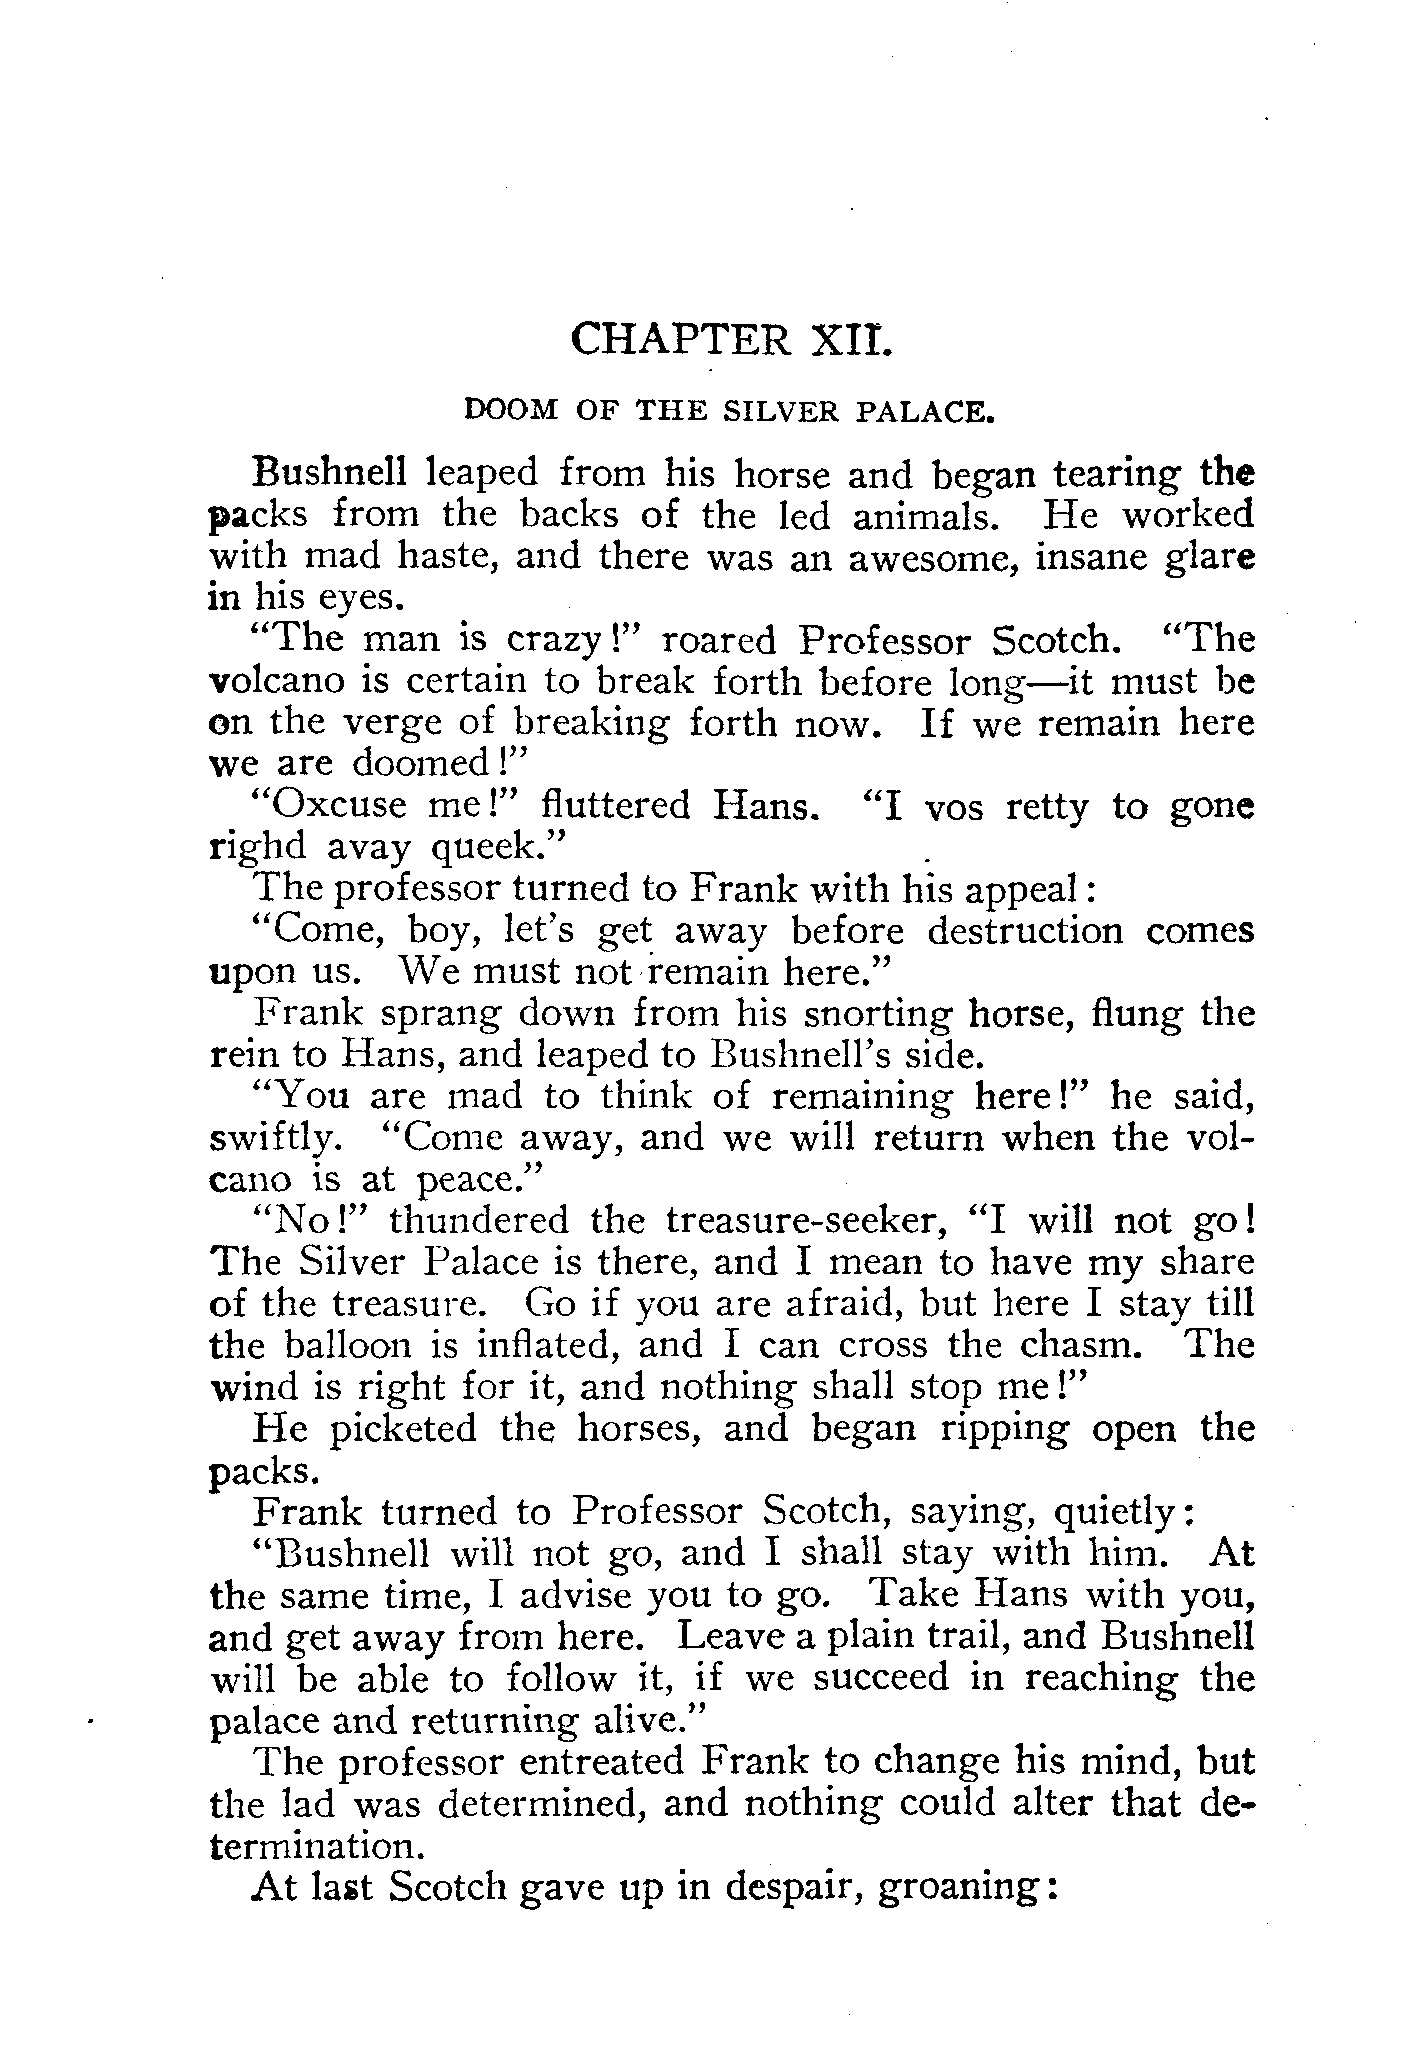 CHAPTER XII.
DOOM OF THE SILVER PALACE.
Bushnell leaped from his horse and began tearing the
packs from the backs of the led animals. He worked
with mad haste, and there was an awesome, insane glare
in his eyes.
“The man is crazy!” roared Professor Scotch. “The
volcano is certain to break forth before long—it must be
on the verge of breaking forth now. If we remain here
we are doomed!”
“Oxcuse me!” fluttered Hans. “I vos retty to gone
righd avay queek.”
The professor turned to Frank with his appeal:
“Come, boy, let’s get away before destruction comes
upon us. We must not remain here.”
Frank sprang down from his snorting horse, flung the
rein to Hans, and leaped to Bushnell’s side.
“You are mad to think of remaining here!” he said,
swiftly. “Come away, and we will return when the vol-
cano is at peace.”
“No!” thundered the treasure-seeker, “I will not go!
The Silver Palace is there, and I mean to have my share
of the treasure. Go if you are afraid, but here I stay till
the balloon is inflated, and I can cross the chasm. The
wind is right for it, and nothing shall stop me!”
He picketed the horses, and began ripping open the
packs.
Frank turned to Professor Scotch, saying, quietly:
“Bushnell will not go, and I shall stay with him. At
the same time, I advise you to go. Take Hans with you,
and get away from here. Leave a plain trail, and Bushnell
will be able to follow it, if we succeed in reaching the
palace and returning alive.”
The professor entreated Frank to change his mind, but
the lad was determined, and nothing could alter that de-
termination.
At last Scotch gave up in despair, groaning: